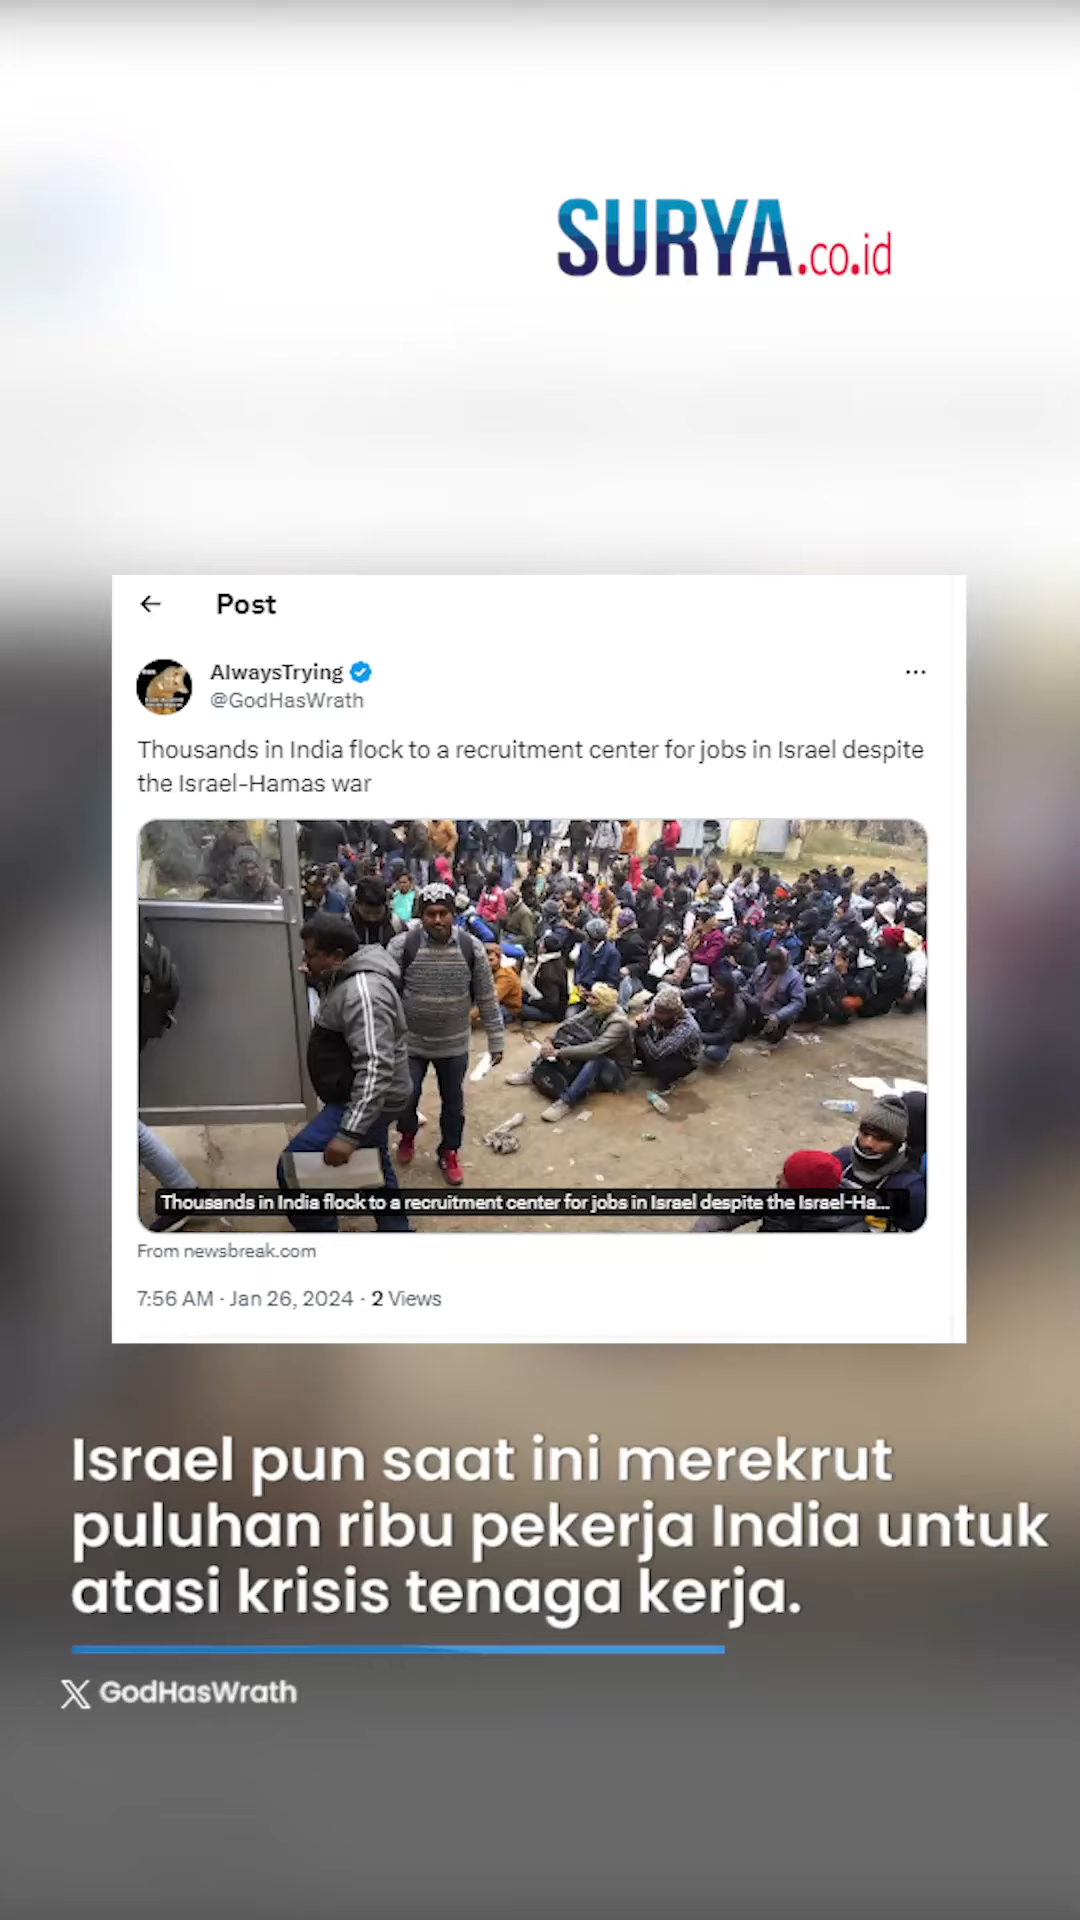 SURYA.co.id
Post
AlwaysTrying
@GodHasWrath
Thousands in India flock to a recruitment center for jobs in Israel despite
the Israel-Hamas war
Thousands in India flock to a recruitment center for jobs in Israel despite the Israel-Ha...
From newsbreak.com
7:56 AM · Jan 26, 2024 · 2 Views
Israel pun saat ini merekrut
puluhan ribu pekerja India untuk
atasi krisis tenaga kerja.
X GodHasWrath